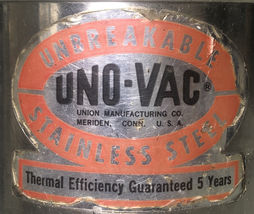 UNBREAKABLE
UNO-VAC®
UNION MANUFACTURING CO.
MERIDEN, CONN. U. S. A.
STAINLESS STEEL
Thermal Efficiency Guaranteed 5 Years